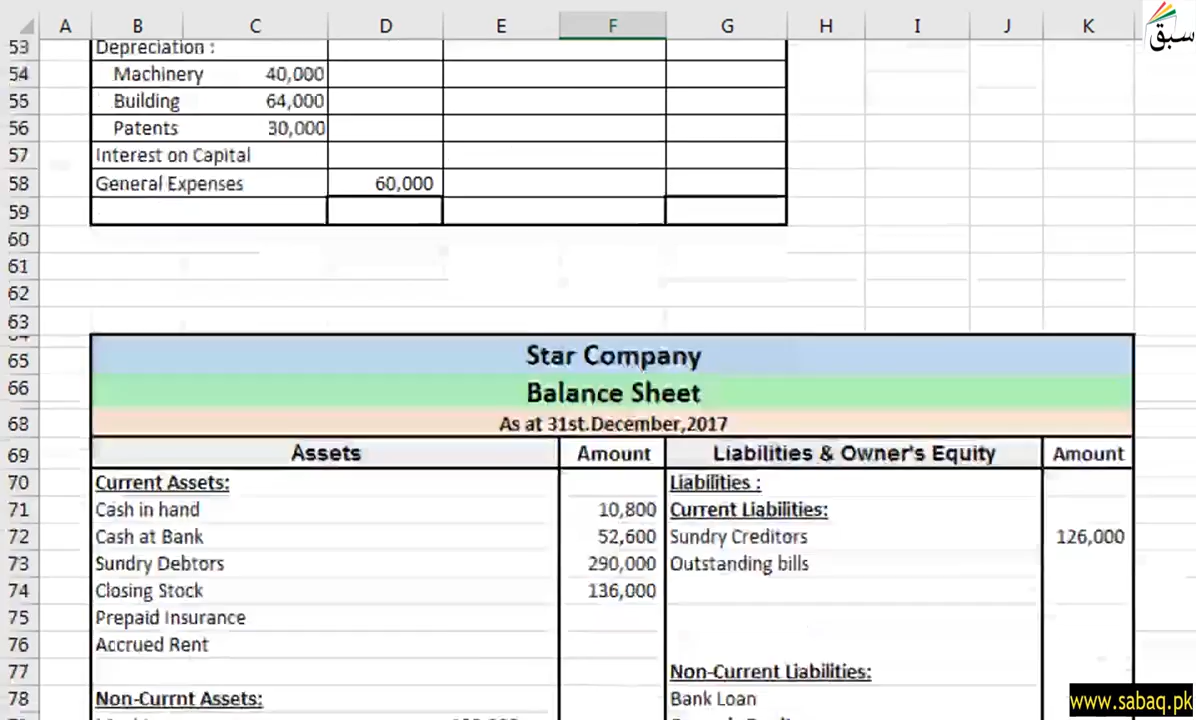 A B C D E F G H I J K
سبق
53 Depreciation :
54 Machinery 40,000
55 Building 64,000
56 Patents 30,000
57 Interest on Capital
58 General Expenses 60,000
59
60
61
62
63
65 Star Company
66 Balance Sheet
68 As at 31st.December,2017
69 Assets Amount Liabilities & Owner's Equity Amount
70 Current Assets: Liabilities :
71 Cash in hand 10,800 Current Liabilities:
72 Cash at Bank 52,600 Sundry Creditors 126,000
73 Sundry Debtors 290,000 Outstanding bills
74 Closing Stock 136,000
75 Prepaid Insurance
76 Accrued Rent
77 Non-Current Liabilities:
78 Non-Currnt Assets: Bank Loan
www.sabaq.pk